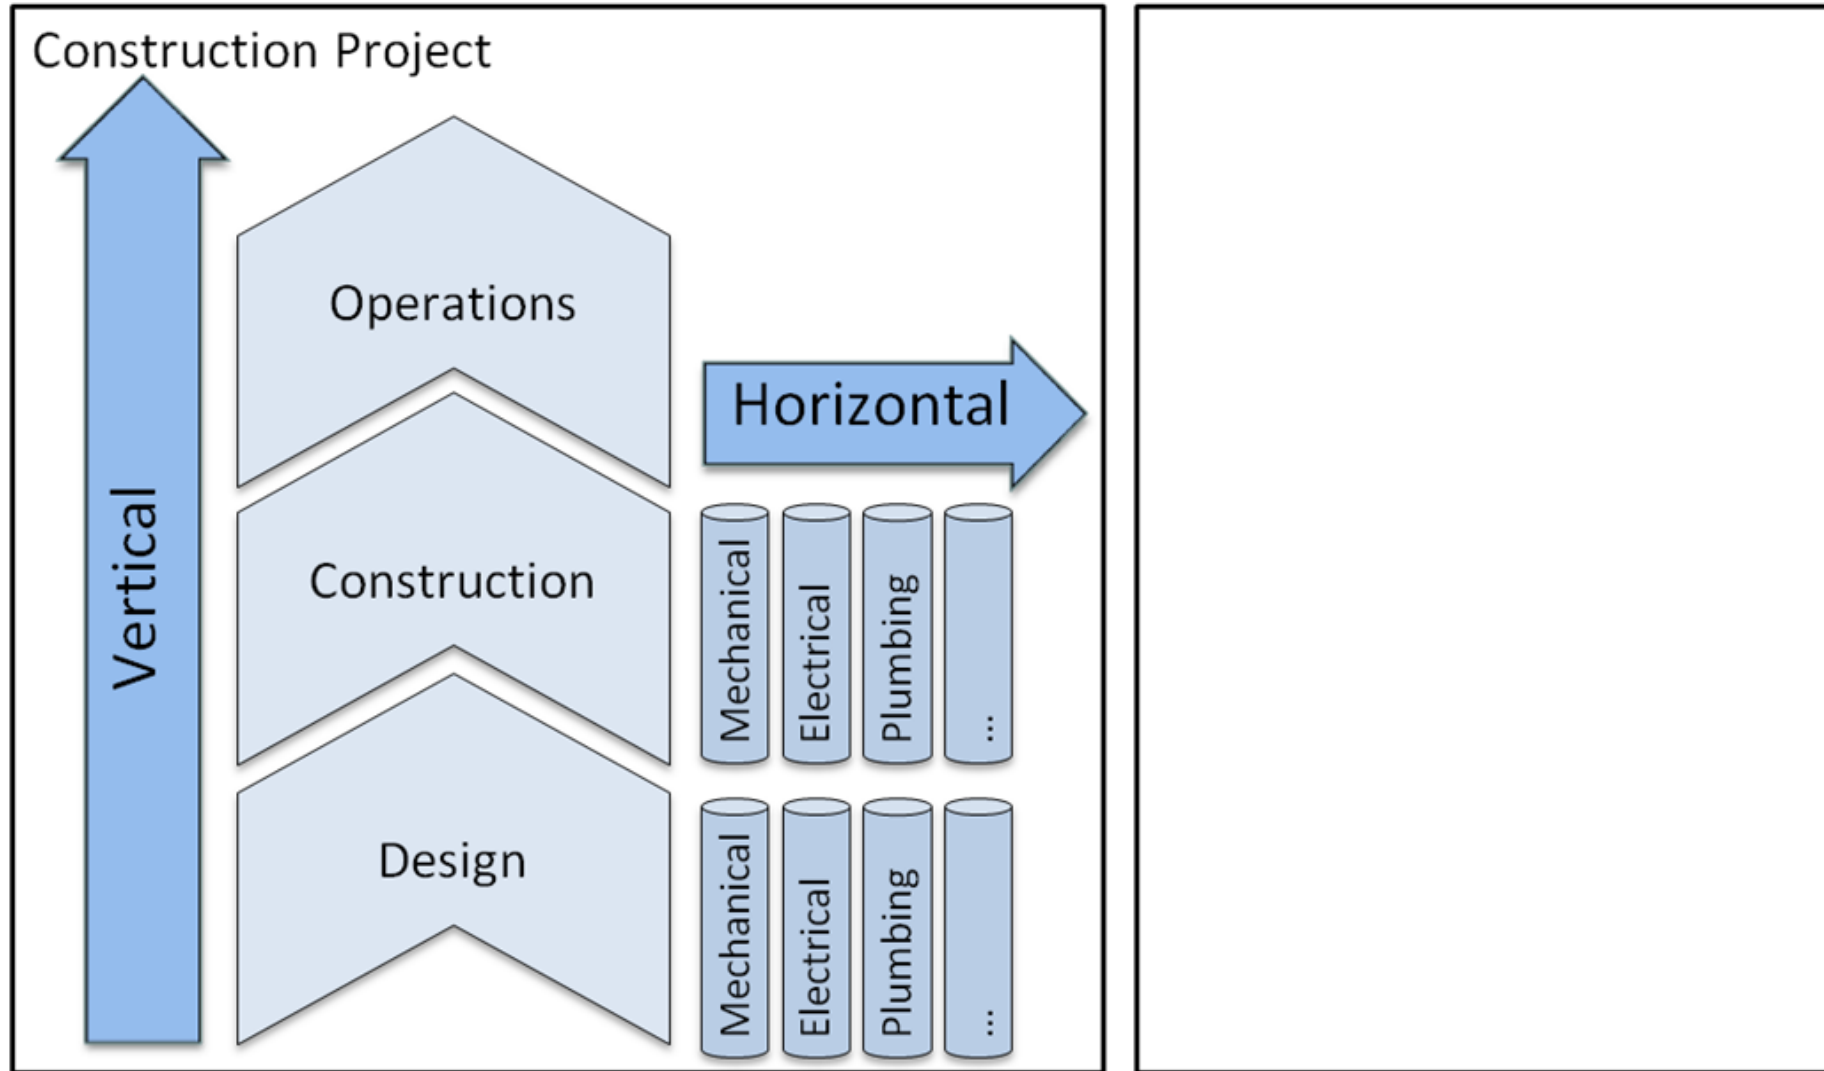 Construction Project
Vertical
Operations
Horizontal
Construction
Mechanical
Electrical
Plumbing
...
Design
Mechanical
Electrical
Plumbing
...